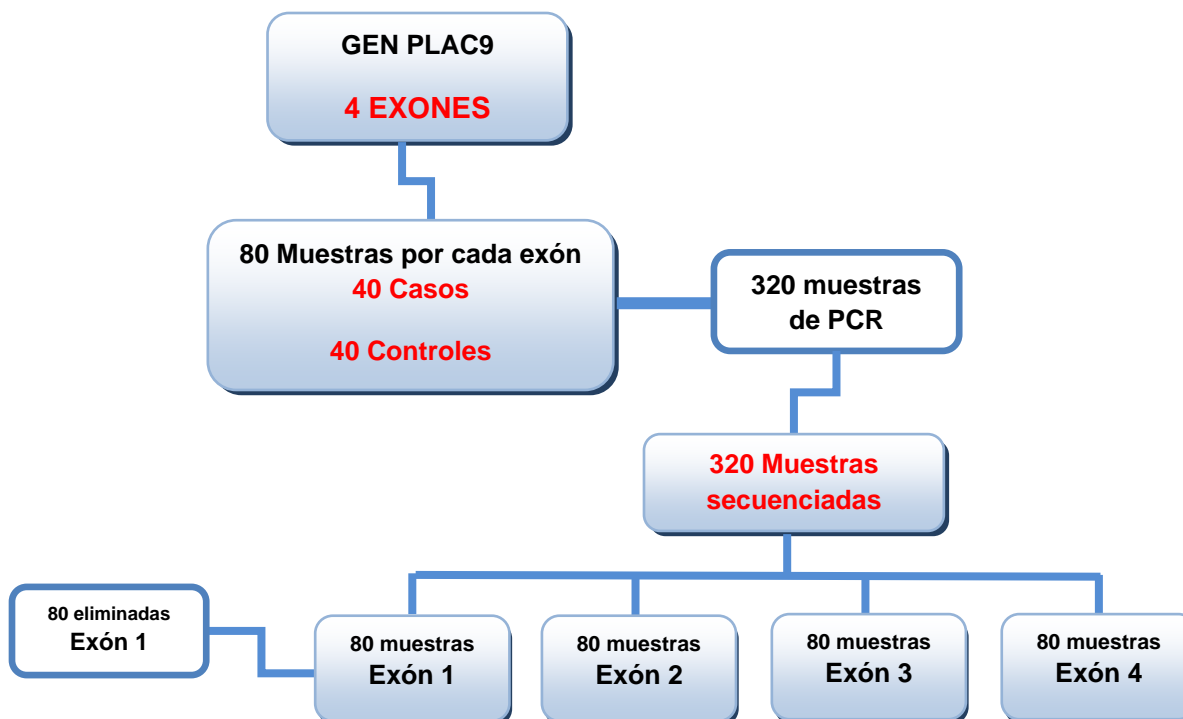 GEN PLAC9
4 EXONES
80 Muestras por cada exón
40 Casos
40 Controles
320 muestras
de PCR
320 Muestras
secuenciadas
80 eliminadas
Exón 1
80 muestras
Exón 1
80 muestras
Exón 2
80 muestras
Exón 3
80 muestras
Exón 4